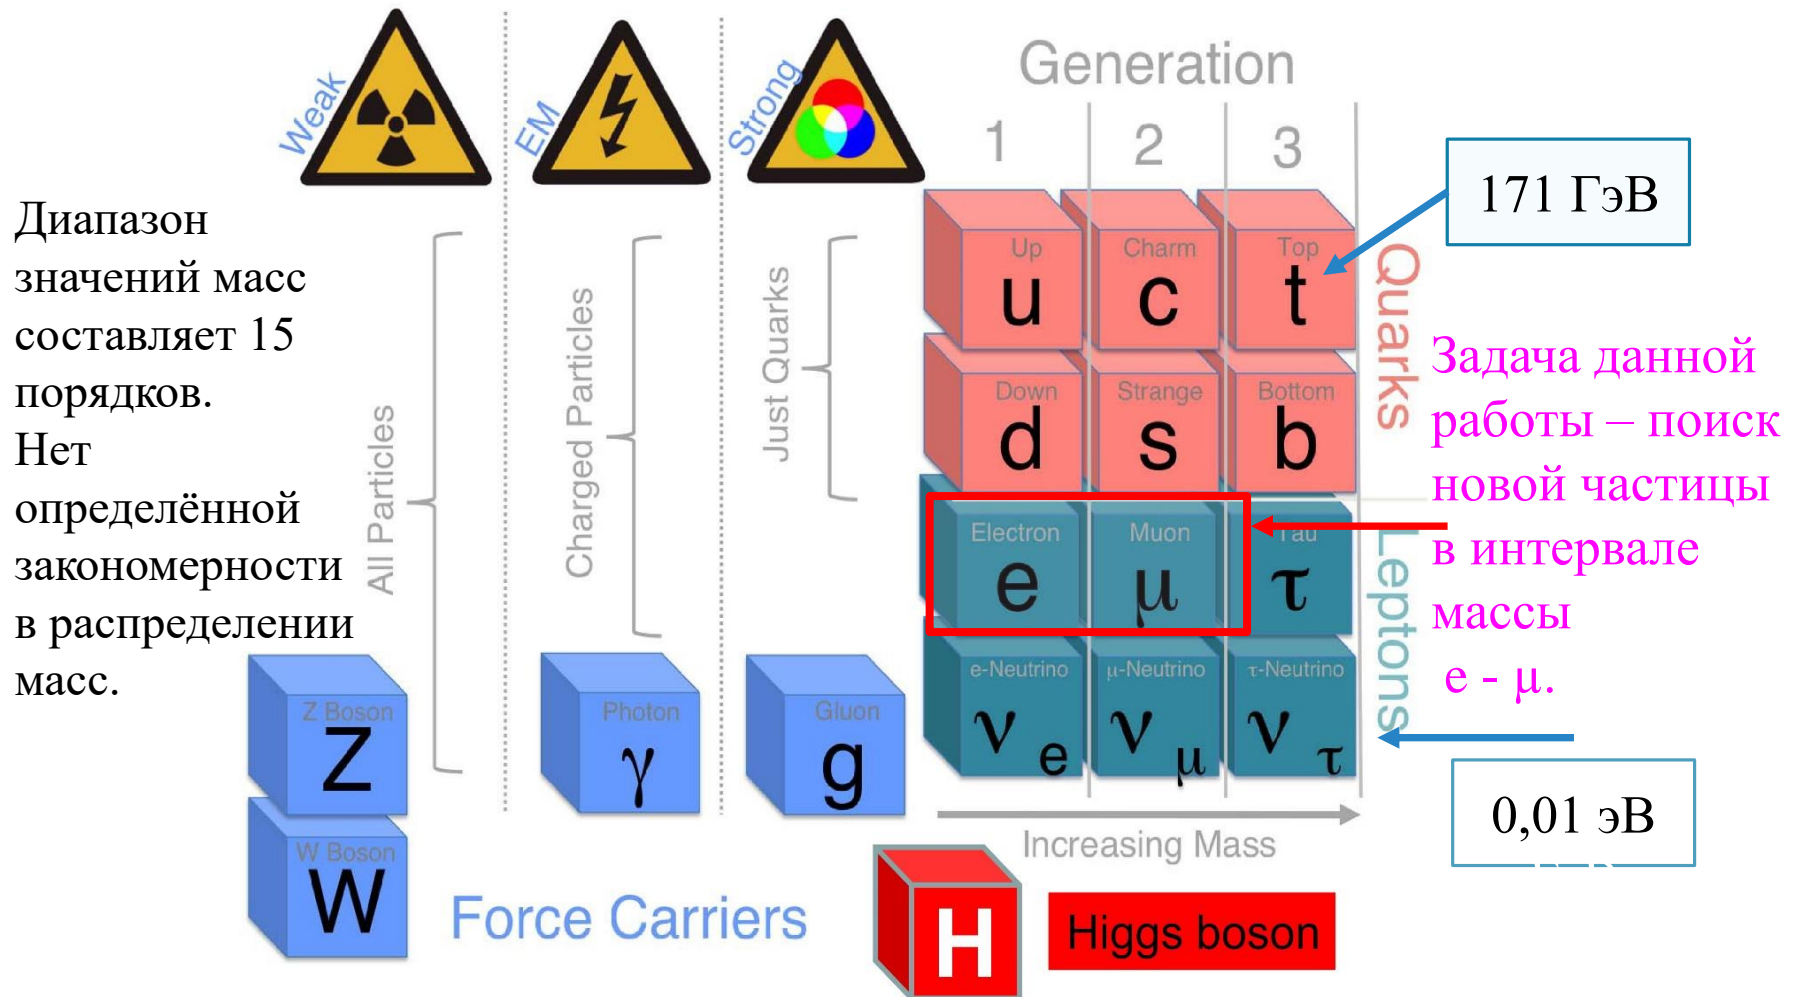 Weak
EM
Strong
Generation
1
2
3
171 ГэВ
Диапазон
значений масс
составляет 15
порядков.
Нет
определённой
закономерности
в распределении
масс.
All Particles
Charged Particles
Just Quarks
Up
u
Charm
c
Top
t
Down
d
Strange
s
Bottom
b
Electron
e
Muon
μ
Tau
τ
e-Neutrino
ν e
μ-Neutrino
ν μ
τ-Neutrino
ν τ
Quarks
Leptons
Задача данной
работы – поиск
новой частицы
в интервале
массы
e - μ.
0,01 эВ
Z Boson
Z
Photon
γ
Gluon
g
W Boson
W
Increasing Mass
Force Carriers
H
Higgs boson